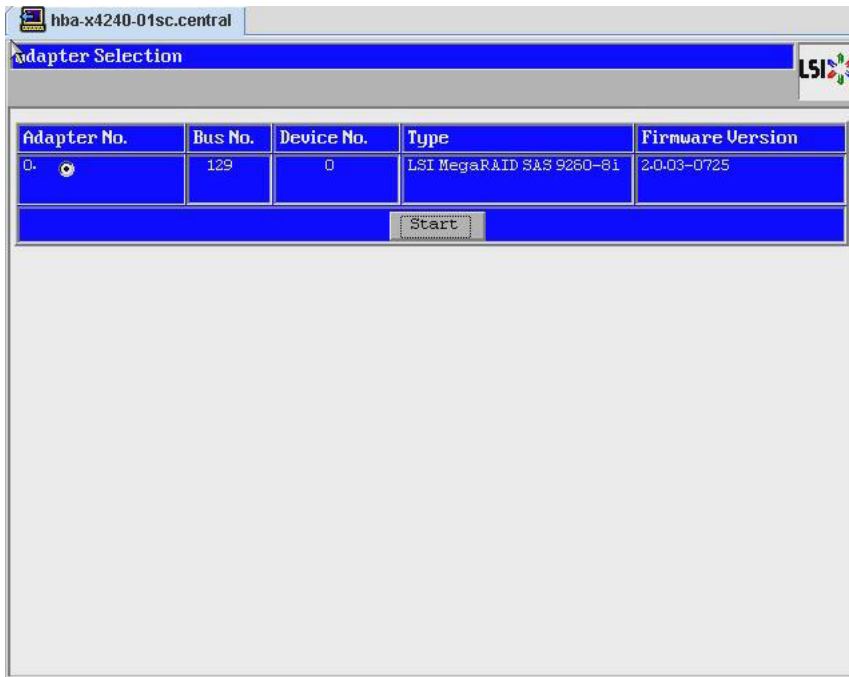 hba-x4240-01sc.central
Adapter Selection
LSI
Adapter No. Bus No. Device No. Type Firmware Version
0. 129 0 LSI MegaRAID SAS 9260-8i 2.0.03-0725
Start